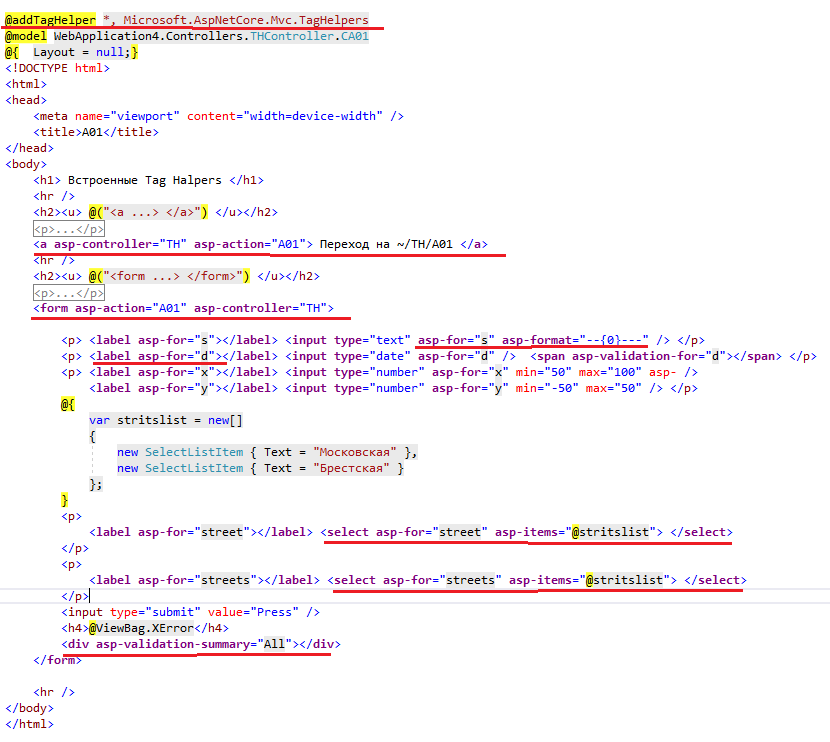 @addTagHelper *, Microsoft.AspNetCore.Mvc.TagHelpers
@model WebApplication4.Controllers.THController.CA01
@{  Layout = null;}
<!DOCTYPE html>
<html>
<head>
    <meta name="viewport" content="width=device-width" />
    <title>A01</title>
</head>
<body>
    <h1> Встроенные Tag Halpers </h1>
    <hr />
    <h2><u> @("<a ...> </a>") </u></h2>
    <p>...</p>
    <a asp-controller="TH" asp-action="A01"> Переход на ~/TH/A01 </a>
    <hr />
    <h2><u> @("<form ...> </form>") </u></h2>
    <p>...</p>
    <form asp-action="A01" asp-controller="TH">
        <p> <label asp-for="s"></label> <input type="text" asp-for="s" asp-format="--{0}---" /> </p>
        <p> <label asp-for="d"></label> <input type="date" asp-for="d" />  <span asp-validation-for="d"></span> </p>
        <p> <label asp-for="x"></label> <input type="number" asp-for="x" min="50" max="100" asp- />
            <label asp-for="y"></label> <input type="number" asp-for="y" min="-50" max="50" /> </p>
        @{
            var stritslist = new[]
            {
                new SelectListItem { Text = "Московская" },
                new SelectListItem { Text = "Брестская" }
            };
        }
        <p>
            <label asp-for="street"></label> <select asp-for="street" asp-items="@stritslist"> </select>
        </p>
        <p>
            <label asp-for="streets"></label> <select asp-for="streets" asp-items="@stritslist"> </select>
        </p>
        <input type="submit" value="Press" />
        <h4>@ViewBag.XError</h4>
        <div asp-validation-summary="All"></div>
    </form>
    <hr />
</body>
</html>